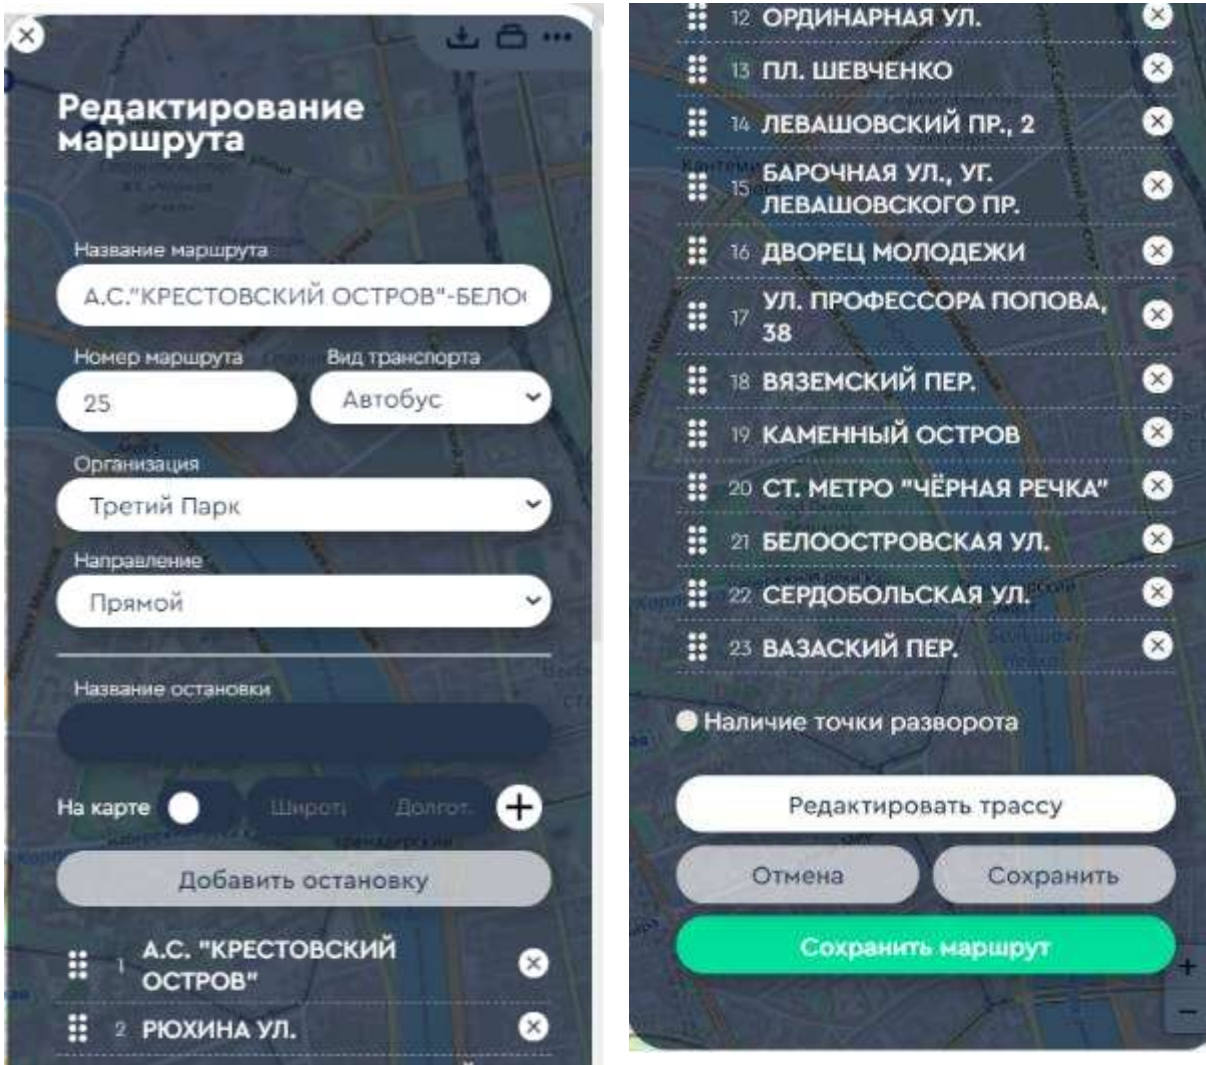 Редактирование
маршрута
Название маршрута
А.С."КРЕСТОВСКИЙ ОСТРОВ"-БЕЛО
Номер маршрута
Вид транспорта
25
Автобус
Организация
Третий Парк
Направление
Прямой
Название остановки
На карте
Широт
Долгот.
Добавить остановку
1 А.С. "КРЕСТОВСКИЙ
ОСТРОВ"
2 РЮХИНА УЛ.
12 ОРДИНАРНАЯ УЛ.
13 ПЛ. ШЕВЧЕНКО
14 ЛЕВАШОВСКИЙ ПР., 2
15 БАРОЧНАЯ УЛ., УГ.
ЛЕВАШОВСКОГО ПР.
16 ДВОРЕЦ МОЛОДЕЖИ
17 УЛ. ПРОФЕССОРА ПОПОВА,
38
18 ВЯЗЕМСКИЙ ПЕР.
19 КАМЕННЫЙ ОСТРОВ
20 СТ. МЕТРО "ЧЁРНАЯ РЕЧКА"
21 БЕЛООСТРОВСКАЯ УЛ.
22 СЕРДОБОЛЬСКАЯ УЛ.
23 ВАЗАСКИЙ ПЕР.
Наличие точки разворота
Редактировать трассу
Отмена
Сохранить
Сохранить маршрут